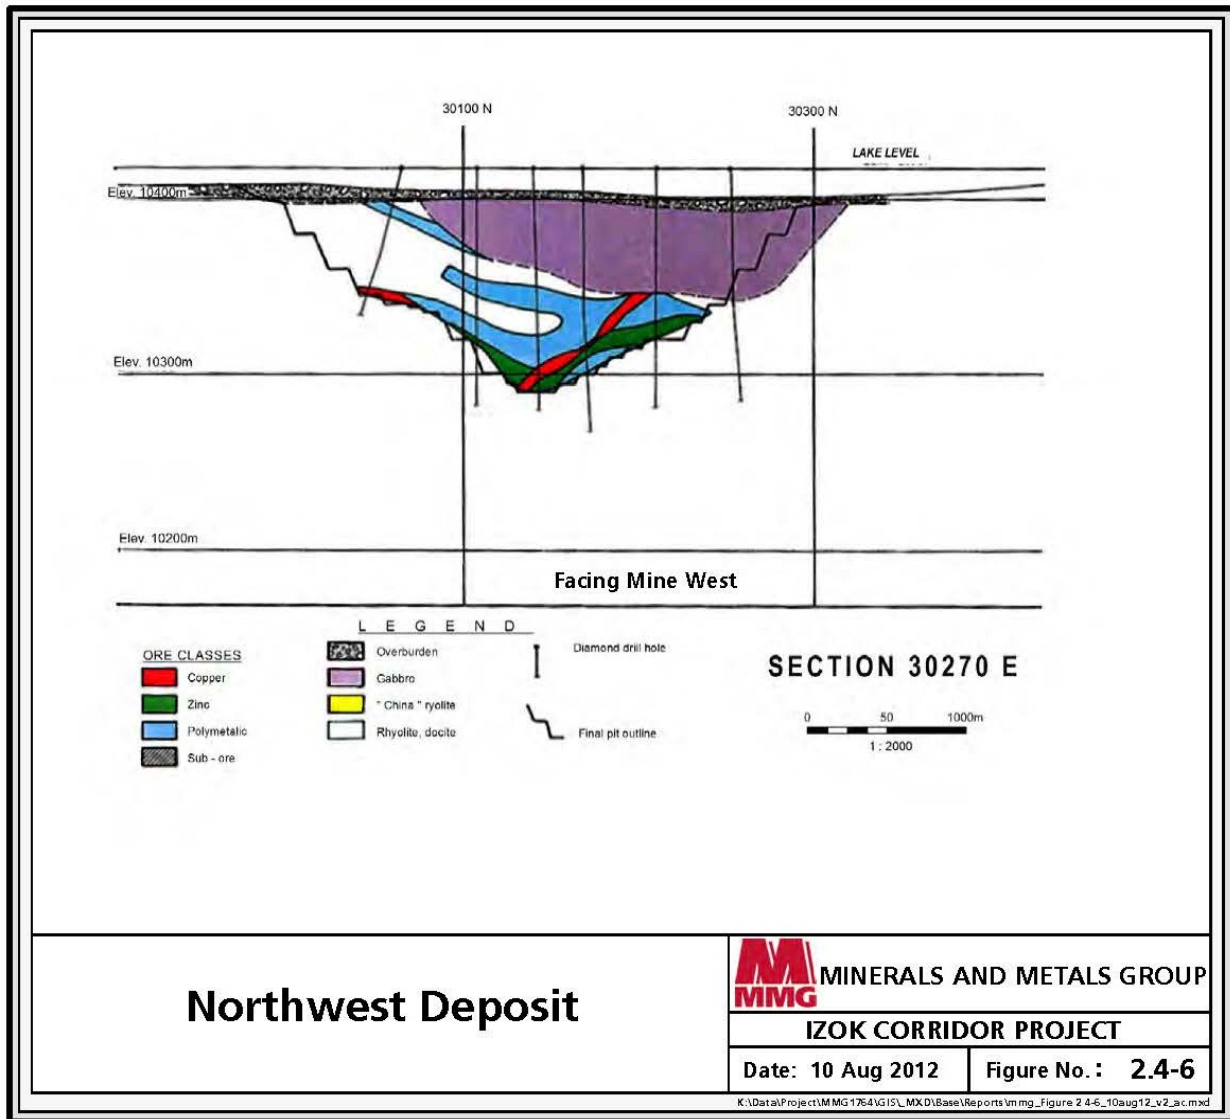 30100 N
30300 N
LAKE LEVEL
Elev. 10400m
Elev. 10300m
Elev. 10200m
Facing Mine West
L E G E N D
ORE CLASSES
Copper
Zinc
Polymetalic
Sub - ore
Overburden
Gabbro
" China " ryolite
Rhyolite, docite
Diamond drill hole
Final pit outline
SECTION 30270 E
0 50 1000m
1 : 2000
Northwest Deposit
MMG
MINERALS AND METALS GROUP
IZOK CORRIDOR PROJECT
Date: 10 Aug 2012
Figure No. : 2.4-6
K:\Data\Project\MMG1764\GIS\_MXD\Base\Reports\mmg_Figure 2 4-6_10aug12_v2_ac.mxd